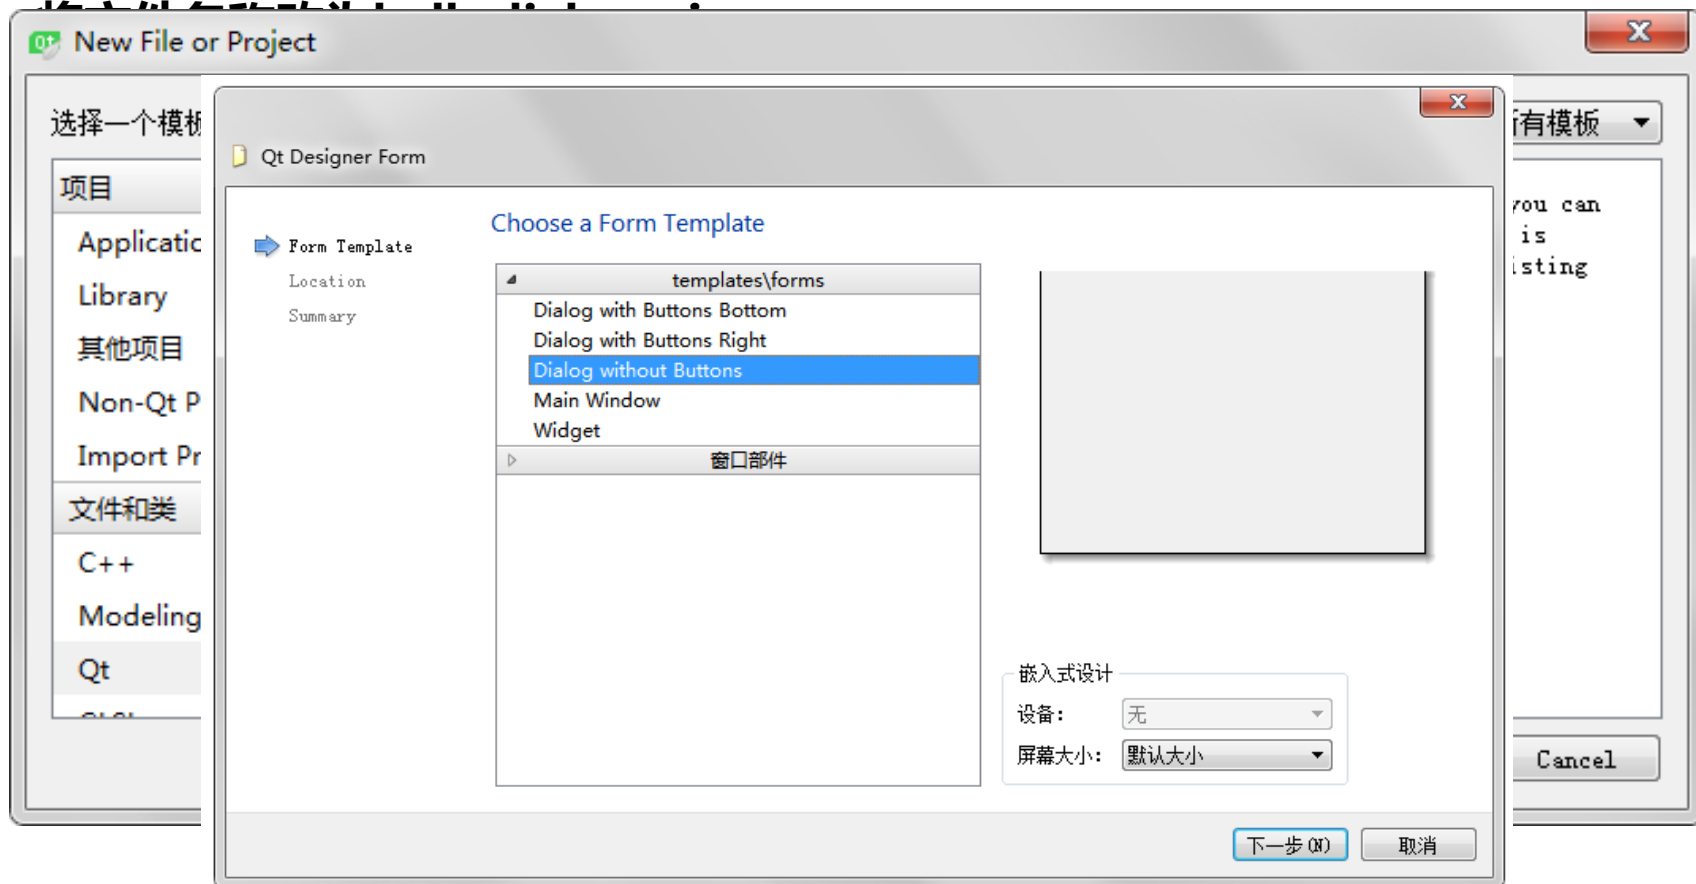 New File or Project
选择一个模板
所有模板
项目
Application
Library
其他项目
Non-Qt P
Import Pr
文件和类
C++
Modeling
Qt
you can
is
isting
Cancel
Qt Designer Form
Form Template
Location
Summary
Choose a Form Template
templates\forms
Dialog with Buttons Bottom
Dialog with Buttons Right
Dialog without Buttons
Main Window
Widget
窗口部件
嵌入式设计
设备:
无
屏幕大小:
默认大小
下一步(N)
取消